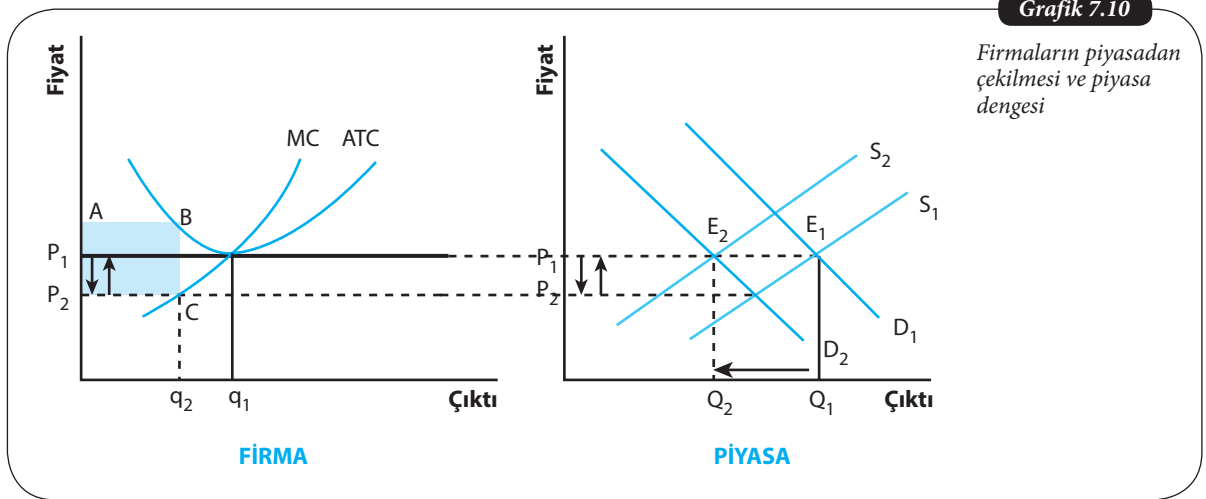 Grafik 7.10
Firmaların piyasadan
çekilmesi ve piyasa
dengesi
Fiyat
MC
ATC
A
B
P1
P2
C
q2
q1
Çıktı
FİRMA
Fiyat
S2
S1
E2
E1
P1
P2
D1
D2
Q2
Q1
Çıktı
PİYASA